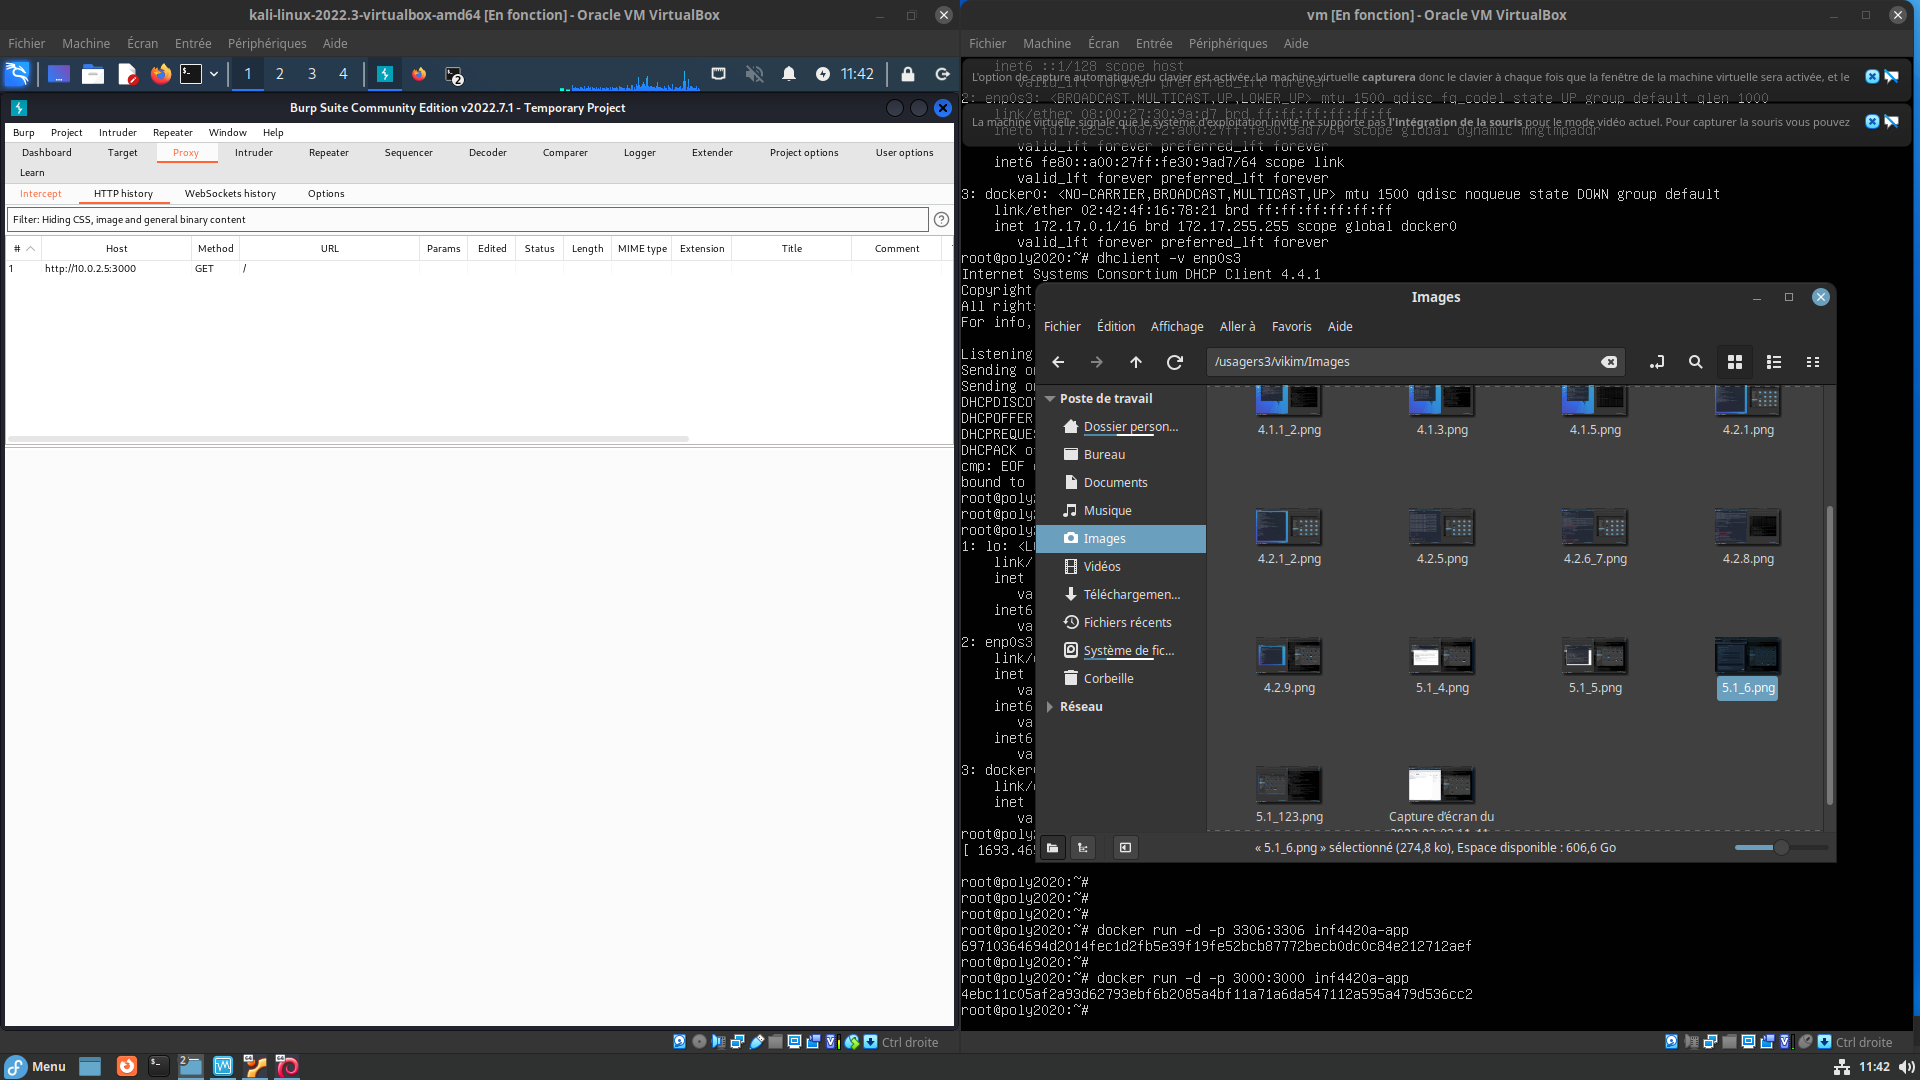 kali-linux-2022.3-virtualbox-amd64 [En fonction] - Oracle VM VirtualBox
Fichier Machine Écran Entrée Périphériques Aide
1 2 3 4 2 11:42
Burp Suite Community Edition v2022.7.1 - Temporary Project
Burp Project Intruder Repeater Window Help
Dashboard Target Proxy Intruder Repeater Sequencer Decoder Comparer Logger Extender Project options User options
Learn
Intercept HTTP history WebSockets history Options
Filter: Hiding CSS, image and general binary content
# Host Method URL Params Edited Status Length MIME type Extension Title Comment
1 http://10.0.2.5:3000 GET /
Ctrl droite
vm [En fonction] - Oracle VM VirtualBox
Fichier Machine Écran Entrée Périphériques Aide
inet6 ::1/128 scope host
L'option de capture automatique du clavier est activée. La machine virtuelle capturera donc le clavier à chaque fois que la fenêtre de la machine virtuelle sera activée, et le
2: enp0s3: <BROADCAST,MULTICAST,UP,LOWER_UP> mtu 1500 qdisc fq_codel state UP group default qlen 1000
link/ether 08:00:27:30:9a:d7 brd ff:ff:ff:ff:ff:ff
La machine virtuelle signale que le système d'exploitation invité ne supporte pas l'intégration de la souris pour le mode vidéo actuel. Pour capturer la souris vous pouvez
inet6 fd17:625c:f037:2:a00:27ff:fe30:9ad7/64 scope global dynamic mngtmpaddr
valid_lft forever preferred_lft forever
inet6 fe80::a00:27ff:fe30:9ad7/64 scope link
valid_lft forever preferred_lft forever
3: docker0: <NO-CARRIER,BROADCAST,MULTICAST,UP> mtu 1500 qdisc noqueue state DOWN group default
link/ether 02:42:4f:16:78:21 brd ff:ff:ff:ff:ff:ff
inet 172.17.0.1/16 brd 172.17.255.255 scope global docker0
valid_lft forever preferred_lft forever
root@poly2020:~# dhclient -v enp0s3
Internet Systems Consortium DHCP Client 4.4.1
Copyright
All right
For info,
Listening
Sending o
Sending o
DHCPDISCO
DHCPOFFER
DHCPREQUE
DHCPACK o
cmp: EOF
bound to
root@poly
root@poly
root@poly
1: lo: <L
link/
inet
va
inet6
va
2: enp0s3
link/
inet
va
inet6
va
inet6
va
3: docker
link/
inet
va
root@poly
[ 1693.46
root@poly2020:~#
root@poly2020:~#
root@poly2020:~#
root@poly2020:~# docker run -d -p 3306:3306 inf4420a-app
69710364694d2014fec1d2fb5e39f19fe52bcb87772becb0dc0c84e212712aef
root@poly2020:~#
root@poly2020:~# docker run -d -p 3000:3000 inf4420a-app
4ebc11c05af2a93d62793ebf6b2085a4bf11a71a6da547112a595a479d536cc2
root@poly2020:~#
Images
Fichier Édition Affichage Aller à Favoris Aide
/usagers3/vikim/Images
Poste de travail
Dossier person...
Bureau
Documents
Musique
Images
Vidéos
Téléchargemen...
Fichiers récents
Système de fic...
Corbeille
Réseau
4.1.1_2.png 4.1.3.png 4.1.5.png 4.2.1.png
4.2.1_2.png 4.2.5.png 4.2.6_7.png 4.2.8.png
4.2.9.png 5.1_4.png 5.1_5.png 5.1_6.png
5.1_123.png Capture d'écran du
« 5.1_6.png » sélectionné (274,8 ko), Espace disponible : 606,6 Go
Ctrl droite
Menu 2 11:42